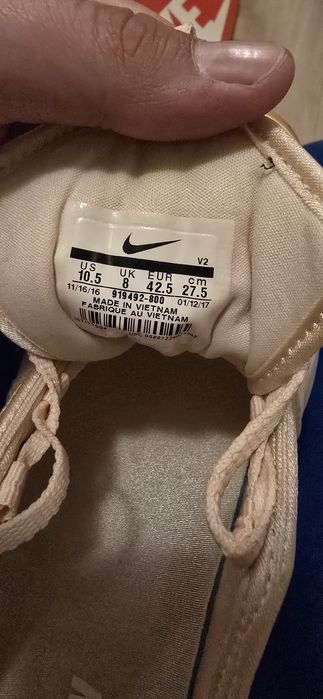 V2
US UK EUR cm
10.5 8 42.5 27.5
11/16/16 919492-800 01/12/17
MADE IN VIETNAM
FABRIQUE AU VIETNAM